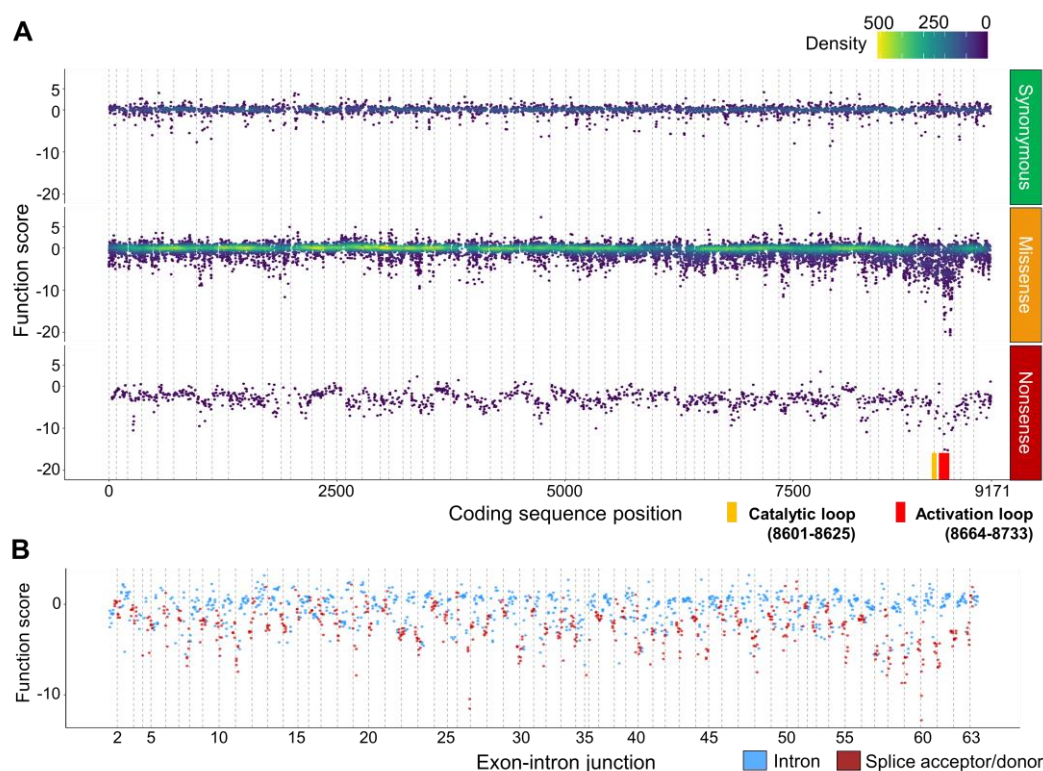 A
Density
500
250
0
Function score
5
0
-10
-20
Synonymous
5
0
-10
-20
Missense
5
0
-10
-20
Nonsense
0
2500
5000
7500
9171
Coding sequence position
Catalytic loop
(8601-8625)
Activation loop
(8664-8733)
B
Function score
0
-10
2
5
10
15
20
25
30
35
40
45
50
55
60
63
Exon-intron junction
Intron
Splice acceptor/donor